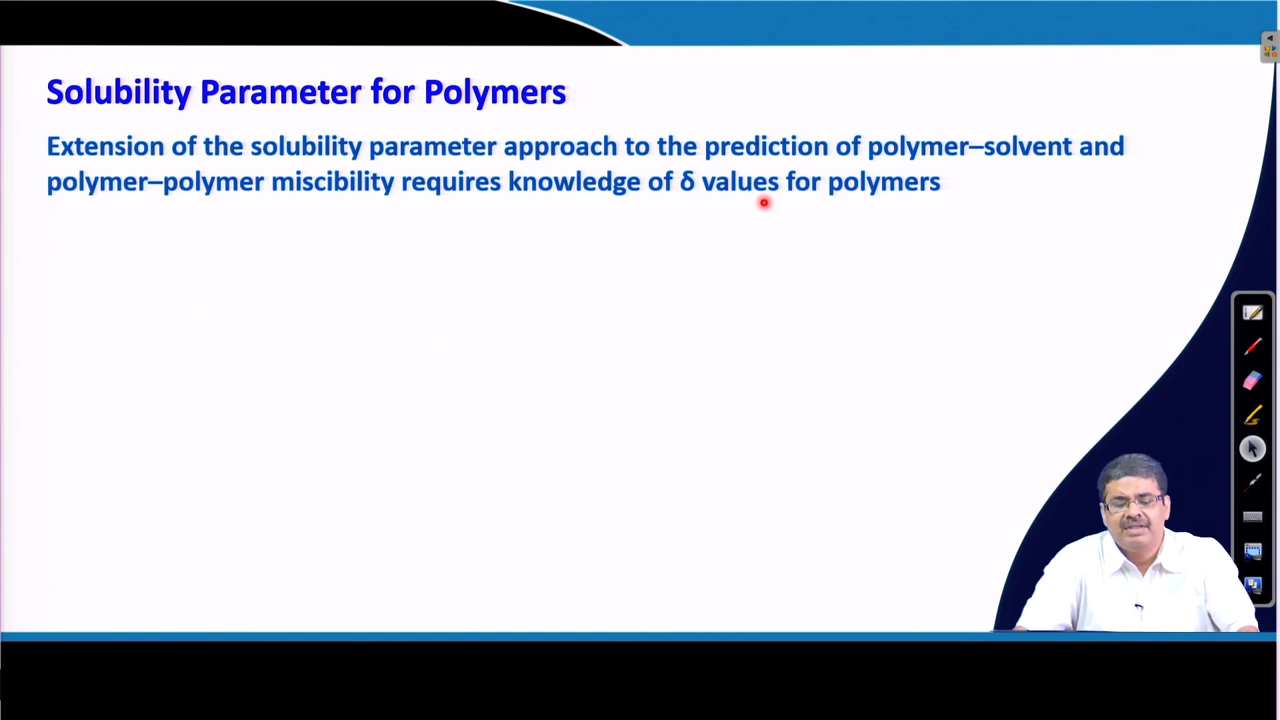 Solubility Parameter for Polymers
Extension of the solubility parameter approach to the prediction of polymer–solvent and
polymer–polymer miscibility requires knowledge of δ values for polymers